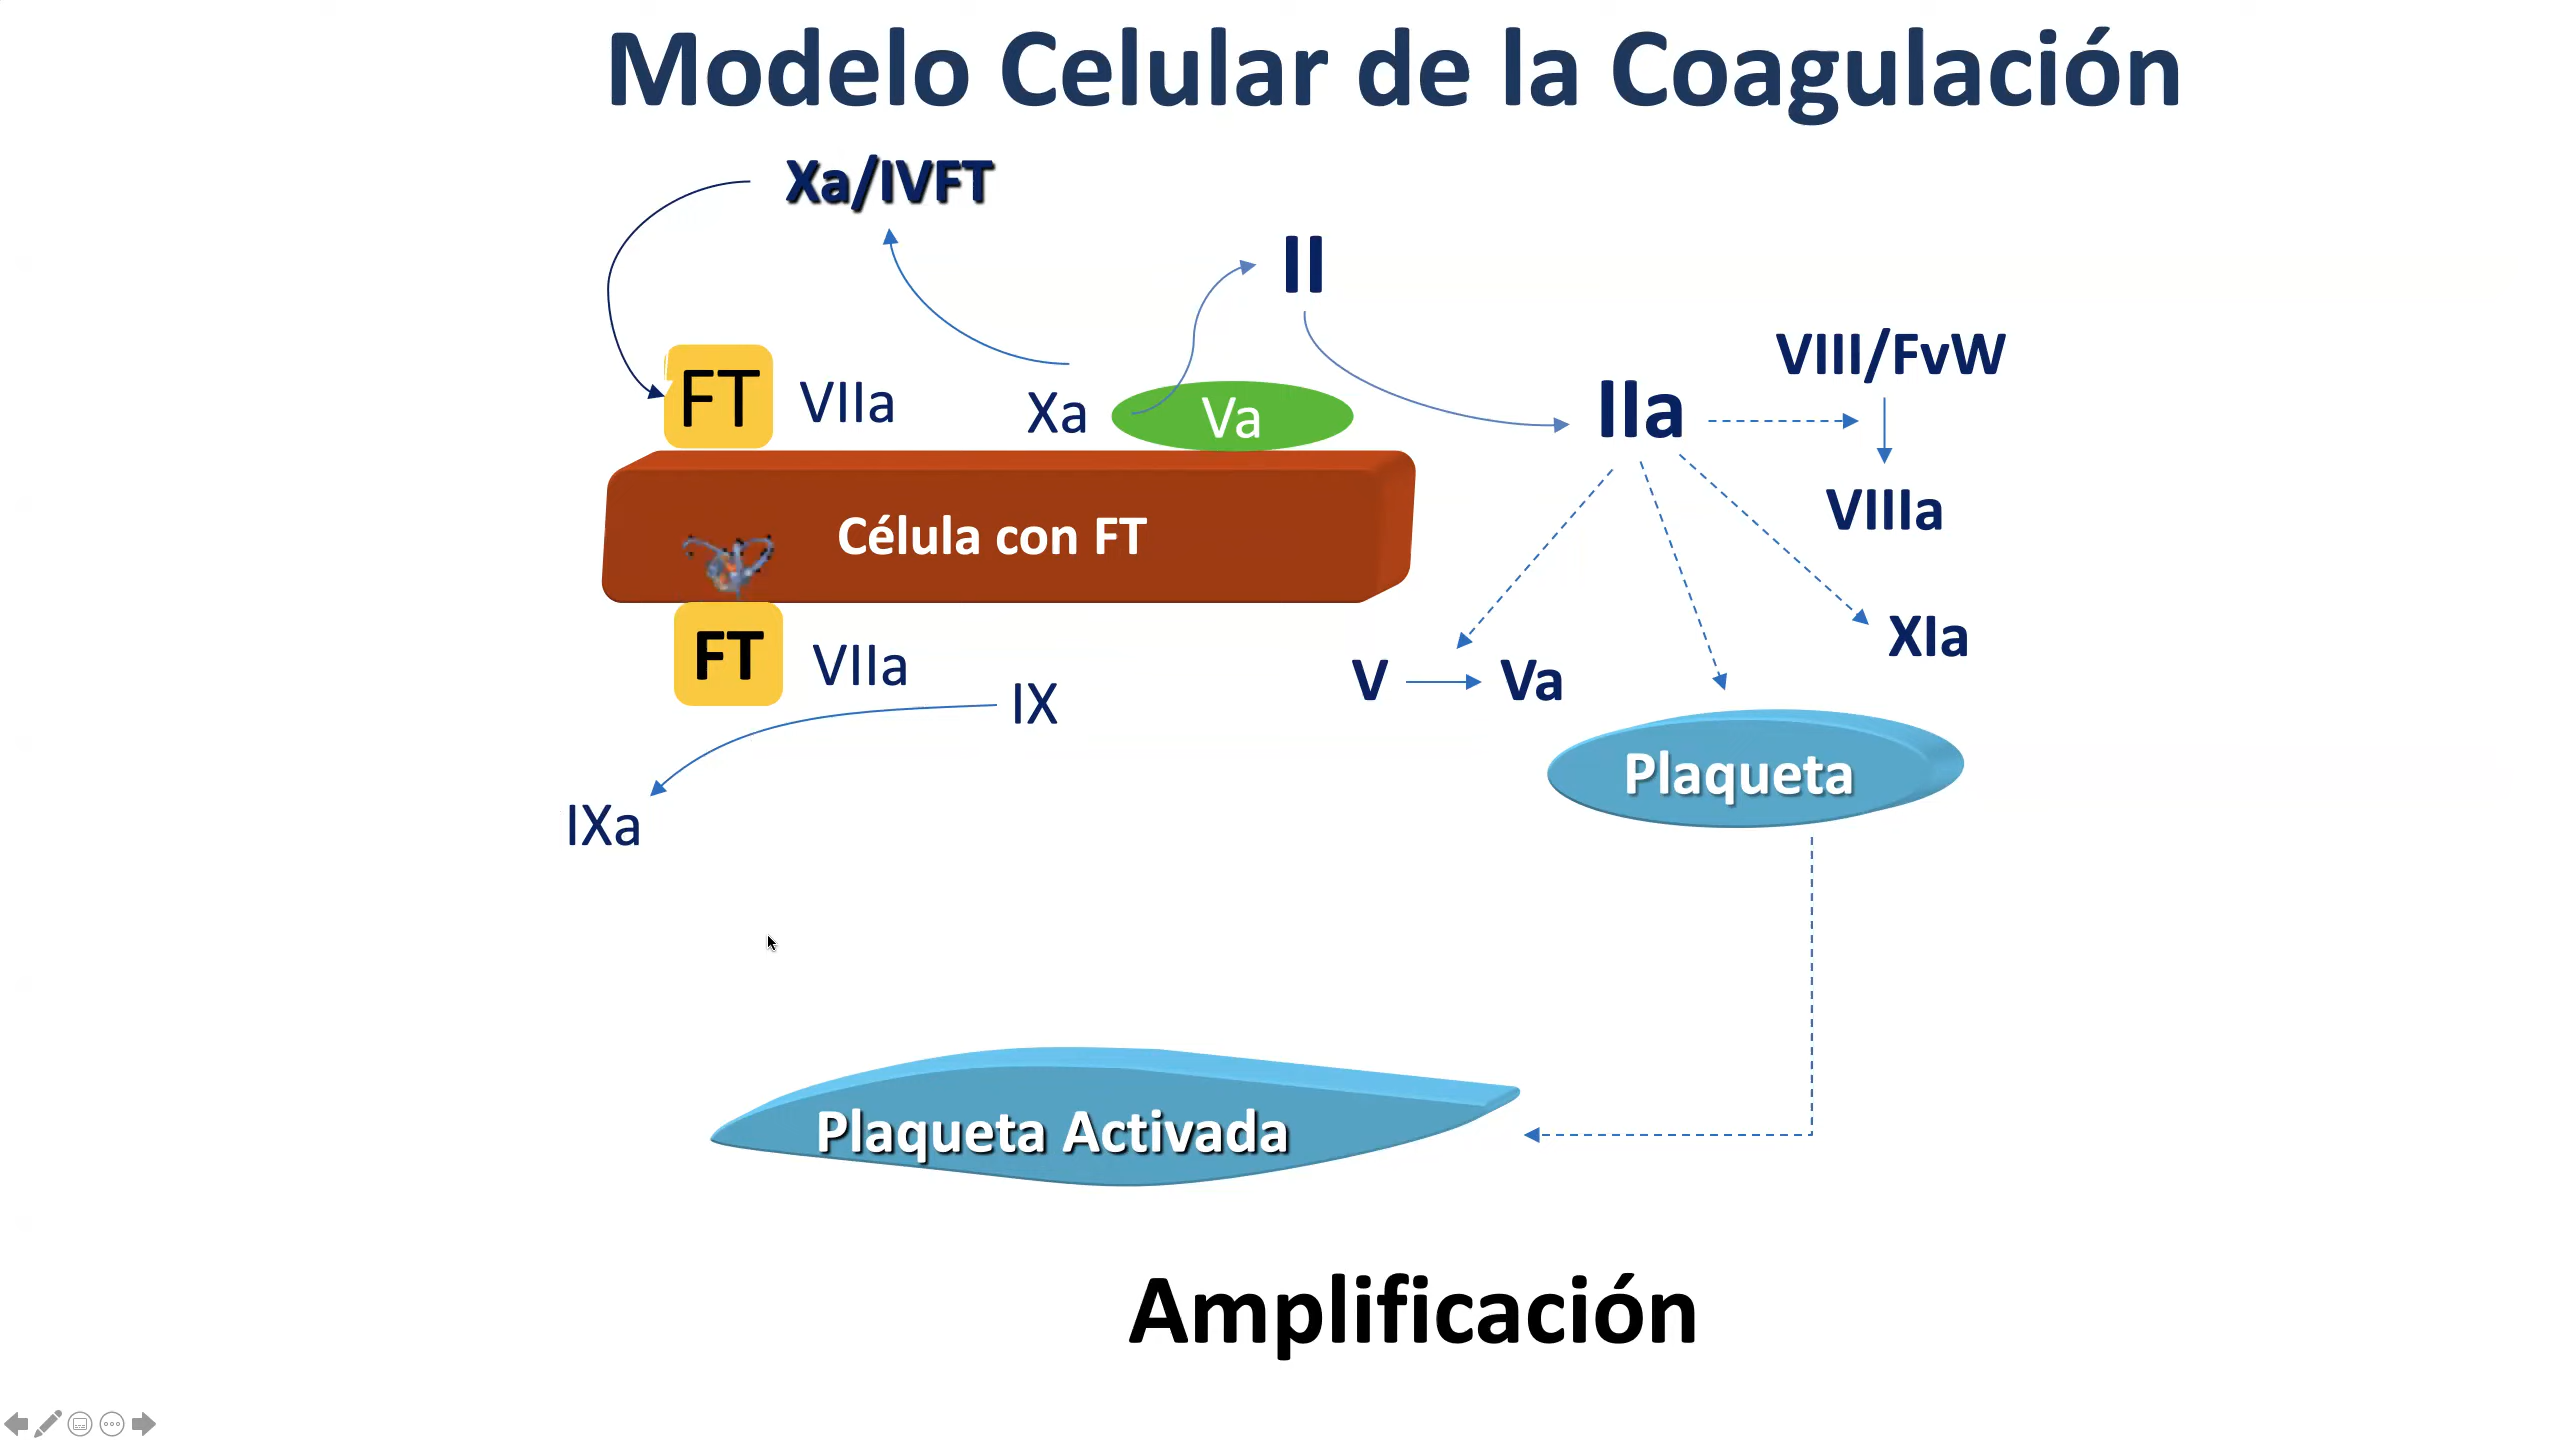 Modelo Celular de la Coagulación
Xa/IVFT
II
VIII/FvW
FT
VIIa
Xa
Va
IIa
VIIIa
Célula con FT
XIa
FT
VIIa
IX
V
Va
Plaqueta
IXa
Plaqueta Activada
Amplificación